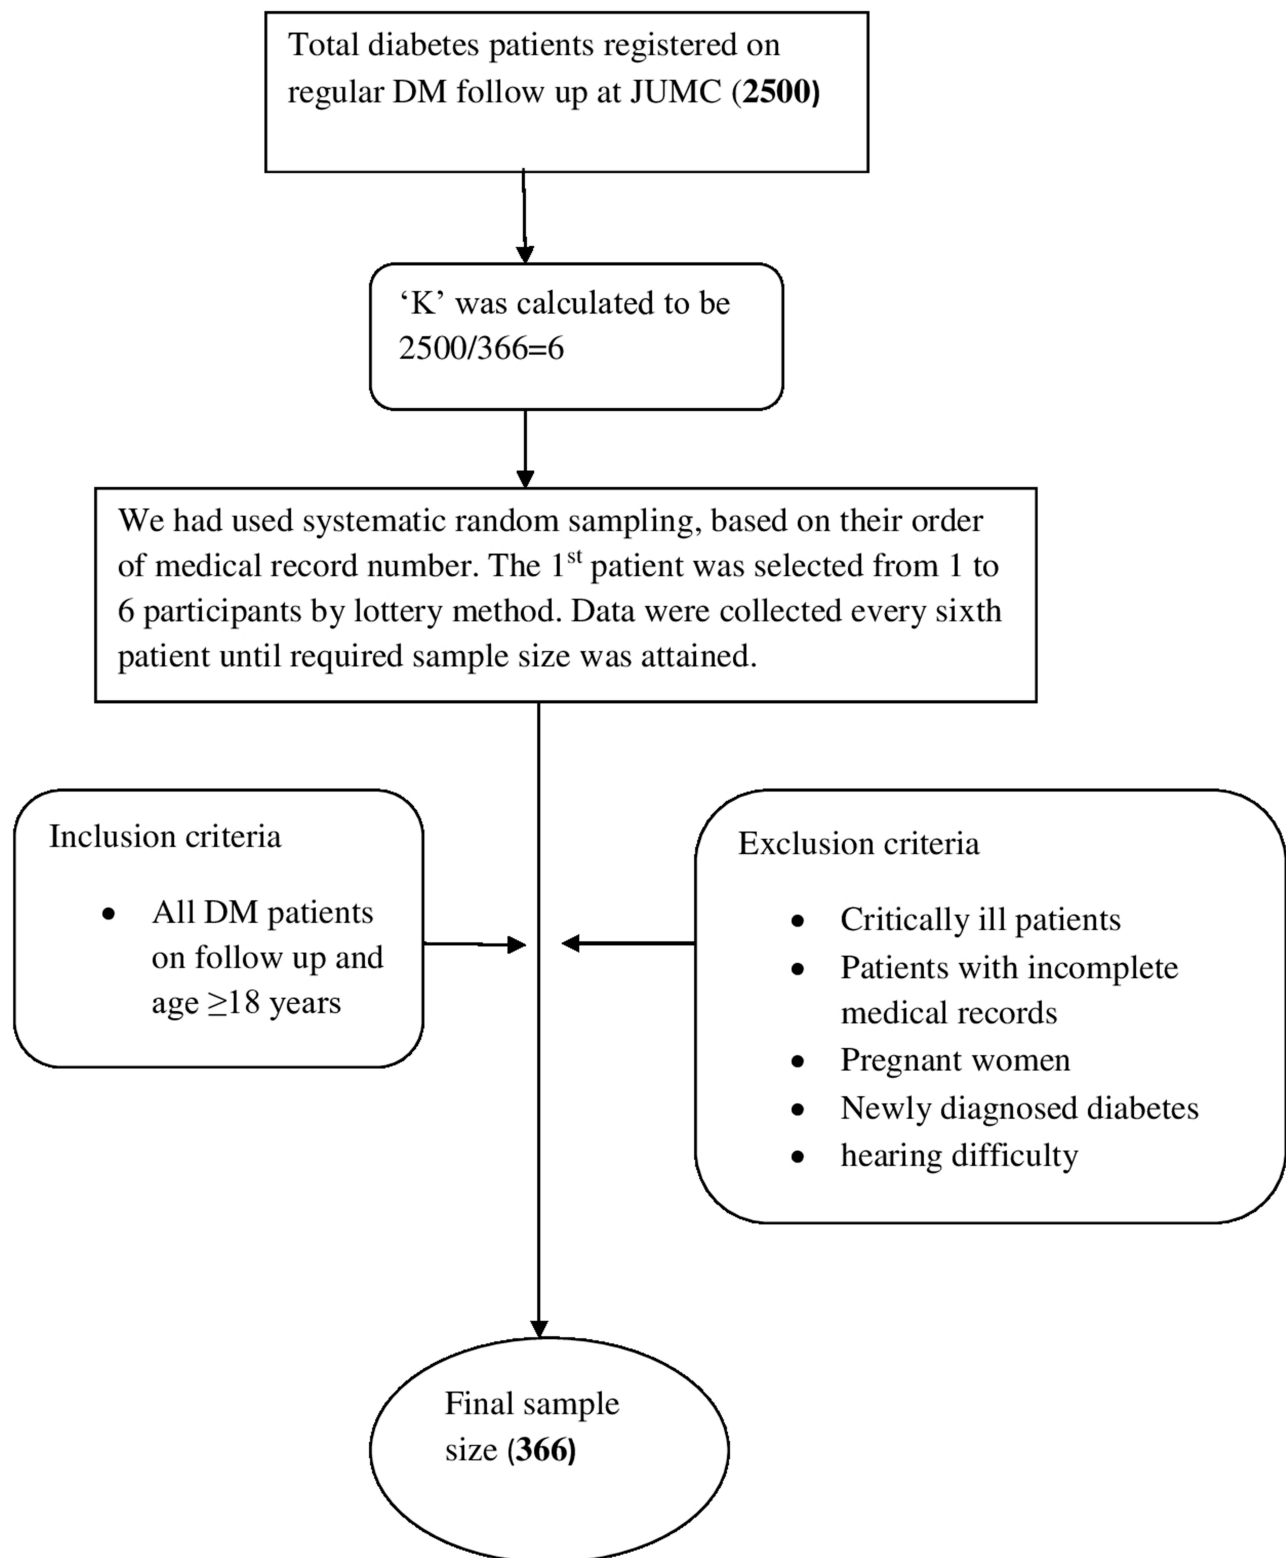 Total diabetes patients registered on
regular DM follow up at JUMC (2500)
‘K’ was calculated to be
2500/366=6
We had used systematic random sampling, based on their order
of medical record number. The 1st patient was selected from 1 to
6 participants by lottery method. Data were collected every sixth
patient until required sample size was attained.
Inclusion criteria
• All DM patients
on follow up and
age ≥18 years
Exclusion criteria
• Critically ill patients
• Patients with incomplete
medical records
• Pregnant women
• Newly diagnosed diabetes
• hearing difficulty
Final sample
size (366)